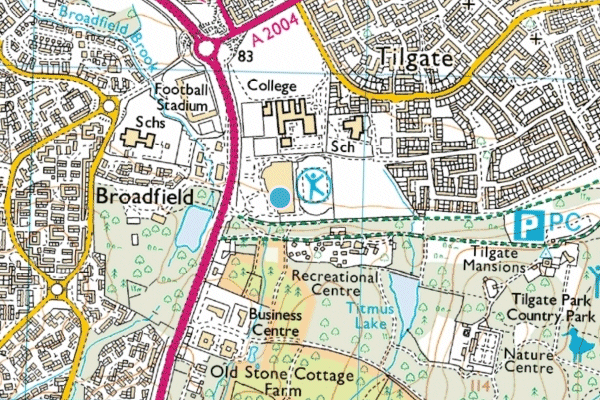 Broadfield Brook
A 2004
83
Tilgate
Football
Stadium
College
Schs
Sch
Broadfield
P PC
Tilgate
Mansions
Recreational
Centre
Titmus
Lake
Tilgate Park
Country Park
Business
Centre
Nature
Centre
Old Stone Cottage
Farm
114